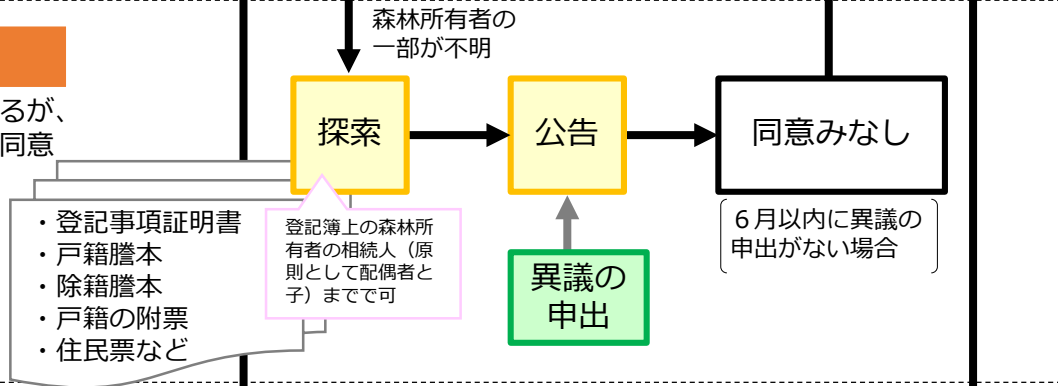 森林所有者の
一部が不明
るが、
同意
探索
公告
同意みなし
・登記事項証明書
・戸籍謄本
・除籍謄本
・戸籍の附票
・住民票など
登記簿上の森林所
有者の相続人（原
則として配偶者と
子）までで可
異議の
申出
６月以内に異議の
申出がない場合